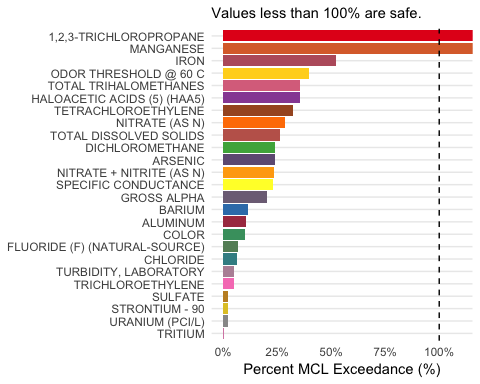 Values less than 100% are safe.
1,2,3-TRICHLOROPROPANE
MANGANESE
IRON
ODOR THRESHOLD @ 60 C
TOTAL TRIHALOMETHANES
HALOACETIC ACIDS (5) (HAA5)
TETRACHLOROETHYLENE
NITRATE (AS N)
TOTAL DISSOLVED SOLIDS
DICHLOROMETHANE
ARSENIC
NITRATE + NITRITE (AS N)
SPECIFIC CONDUCTANCE
GROSS ALPHA
BARIUM
ALUMINUM
COLOR
FLUORIDE (F) (NATURAL-SOURCE)
CHLORIDE
TURBIDITY, LABORATORY
TRICHLOROETHYLENE
SULFATE
STRONTIUM - 90
URANIUM (PCI/L)
TRITIUM
0% 25% 50% 75% 100%
Percent MCL Exceedance (%)